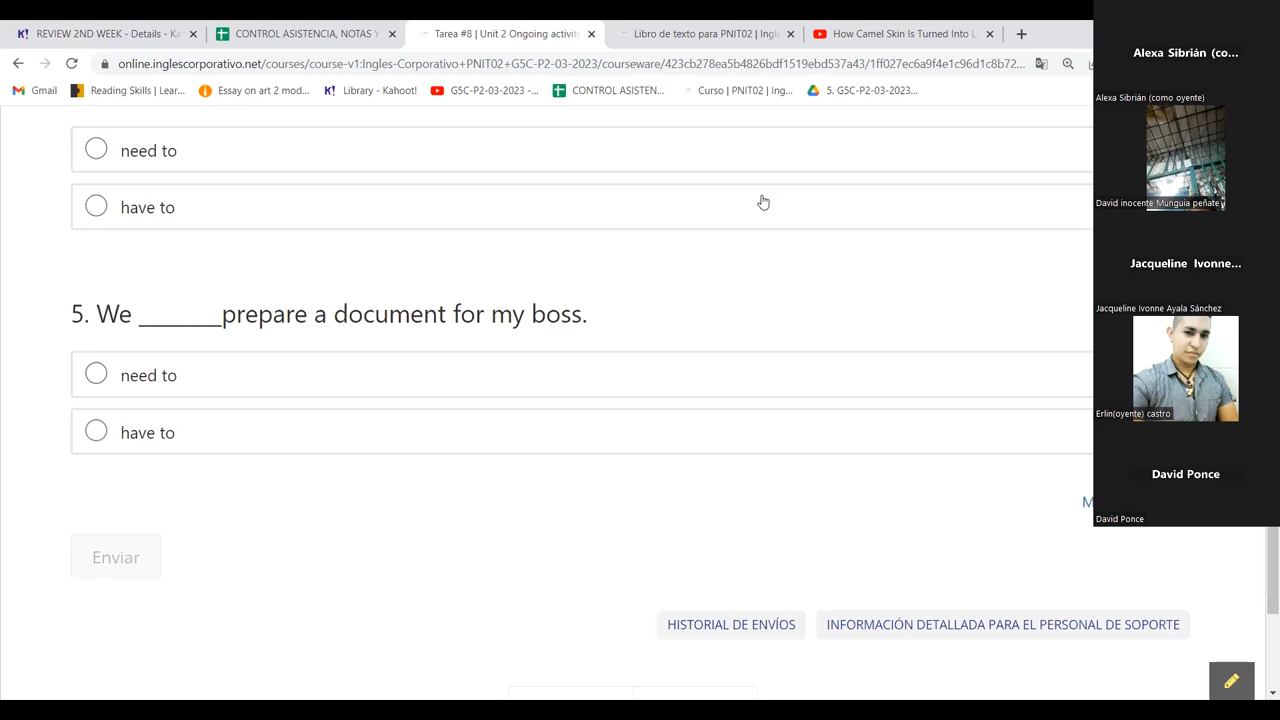 REVIEW 2ND WEEK - Details - Ka
CONTROL ASISTENCIA, NOTAS Y
Tarea #8 | Unit 2 Ongoing activiti
Libro de texto para PNIT02 | Ingl
How Camel Skin Is Turned Into L
online.inglescorporativo.net/courses/course-v1:Ingles-Corporativo+PNIT02+G5C-P2-03-2023/courseware/423cb278ea5b4826bdf1519ebd537a43/1ff027ec6a9f4e1c96d1c8b72...
Gmail
Reading Skills | Lear...
Essay on art 2 mod...
Library - Kahoot!
G5C-P2-03-2023 -...
CONTROL ASISTEN...
Curso | PNIT02 | Ing...
5. G5C-P2-03-2023...
need to
have to
5. We _______prepare a document for my boss.
need to
have to
M
Enviar
HISTORIAL DE ENVÍOS
INFORMACIÓN DETALLADA PARA EL PERSONAL DE SOPORTE
Alexa Sibrián (co...
Alexa Sibrián (como oyente)
David inocente Munguia peñate
Jacqueline Ivonne...
Jacqueline Ivonne Ayala Sánchez
Erlin(oyente) castro
David Ponce
David Ponce